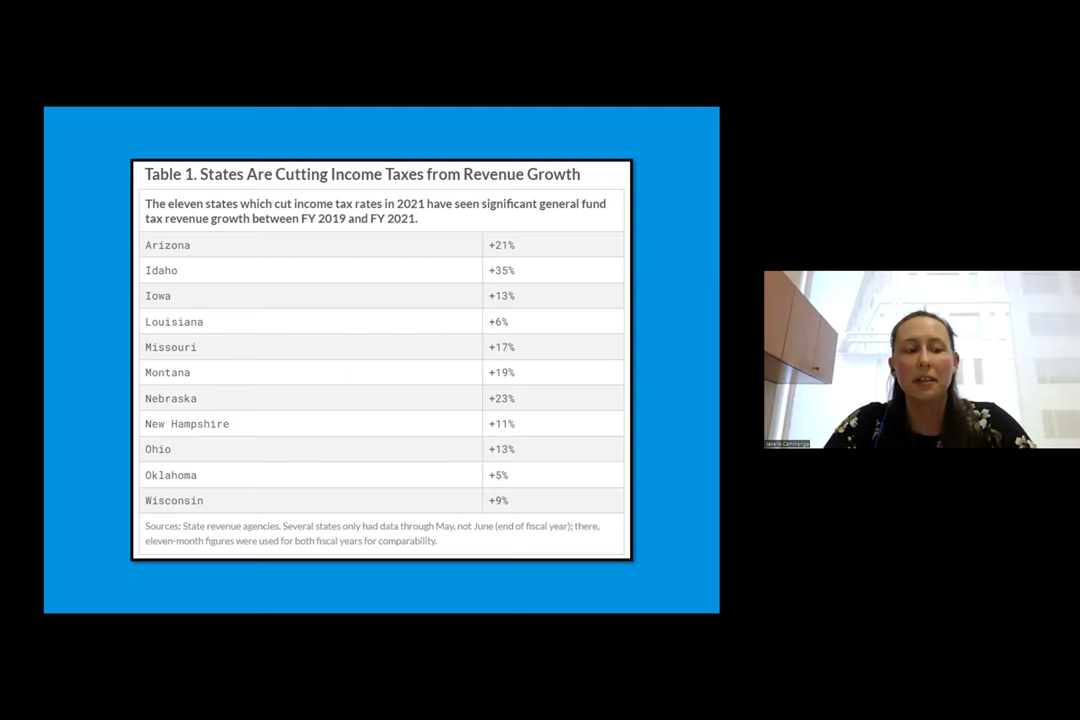 Table 1. States Are Cutting Income Taxes from Revenue Growth
The eleven states which cut income tax rates in 2021 have seen significant general fund
tax revenue growth between FY 2019 and FY 2021.
Arizona +21%
Idaho +35%
Iowa +13%
Louisiana +6%
Missouri +17%
Montana +19%
Nebraska +23%
New Hampshire +11%
Ohio +13%
Oklahoma +5%
Wisconsin +9%
Sources: State revenue agencies. Several states only had data through May, not June (end of fiscal year); there,
eleven-month figures were used for both fiscal years for comparability.
Janelle Cammenga